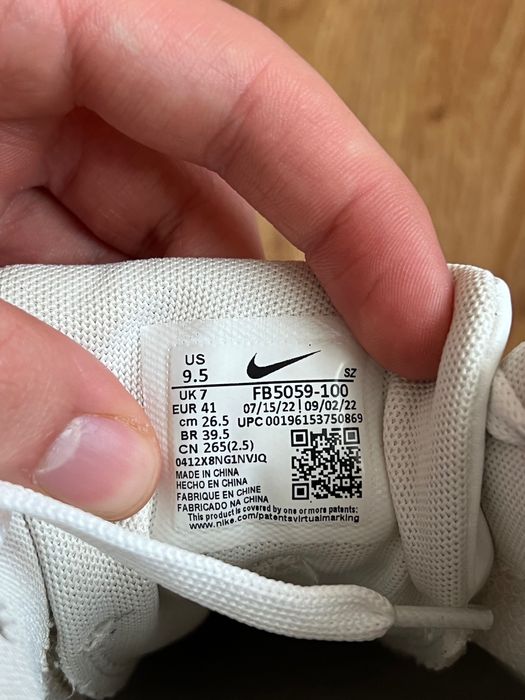 US
9.5
SZ
UK 7
FB5059-100
EUR 41
07/15/22 | 09/02/22
cm 26.5
UPC 00196153750869
BR 39.5
CN 265(2.5)
0412X8NG1NVJQ
MADE IN CHINA
HECHO EN CHINA
FABRIQUE EN CHINE
FABRICADO NA CHINA
This product is covered by one or more patents:
www.nike.com/patentsvirtualmarking